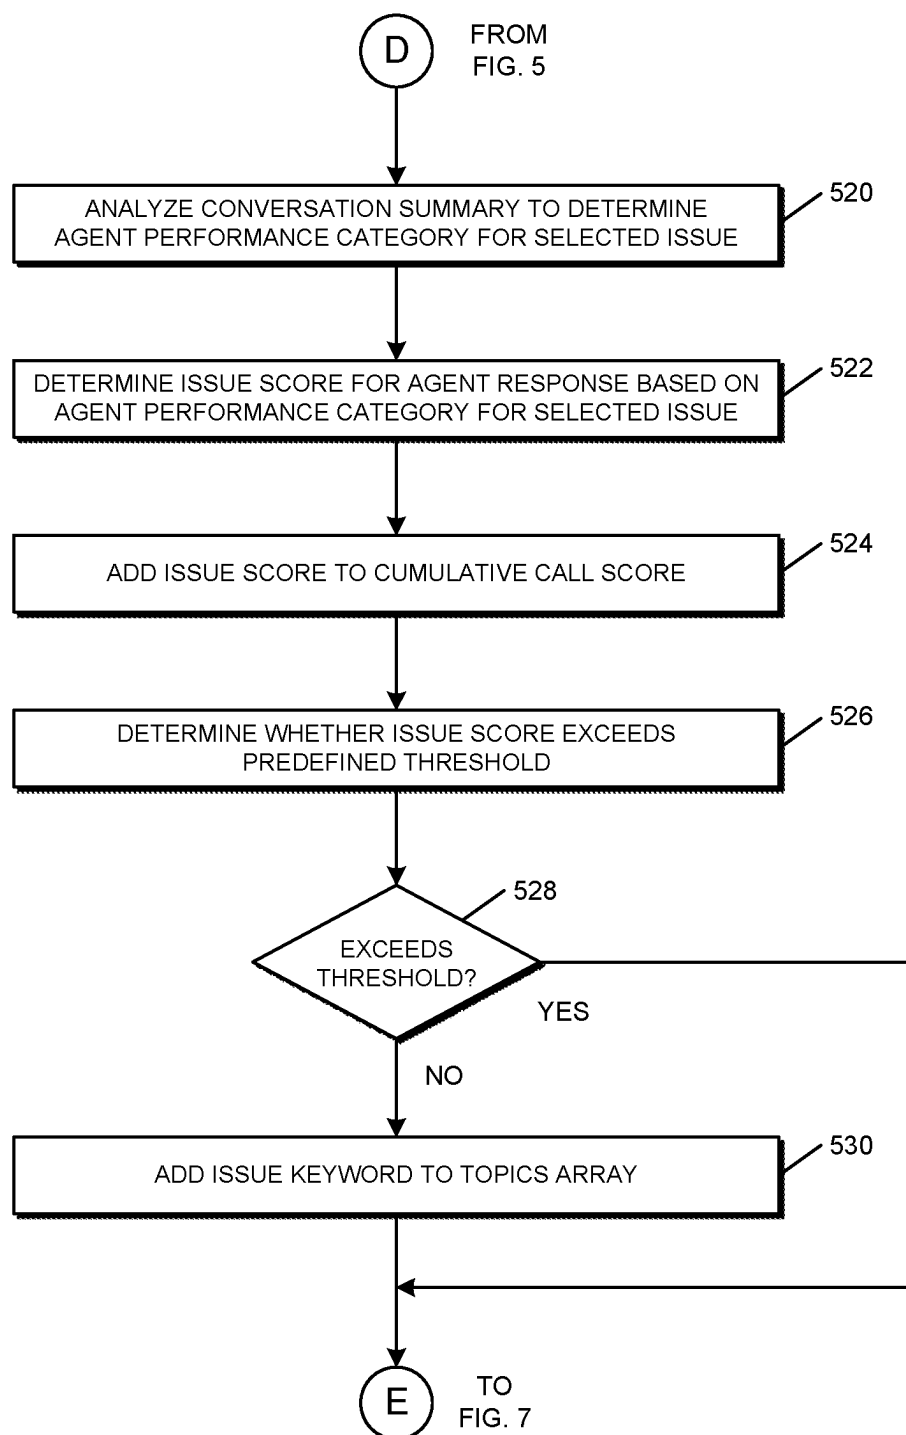 D
FROM
FIG. 5
520
ANALYZE CONVERSATION SUMMARY TO DETERMINE
AGENT PERFORMANCE CATEGORY FOR SELECTED ISSUE
522
DETERMINE ISSUE SCORE FOR AGENT RESPONSE BASED ON
AGENT PERFORMANCE CATEGORY FOR SELECTED ISSUE
524
ADD ISSUE SCORE TO CUMULATIVE CALL SCORE
526
DETERMINE WHETHER ISSUE SCORE EXCEEDS
PREDEFINED THRESHOLD
528
EXCEEDS
THRESHOLD?
YES
NO
530
ADD ISSUE KEYWORD TO TOPICS ARRAY
E
TO
FIG. 7